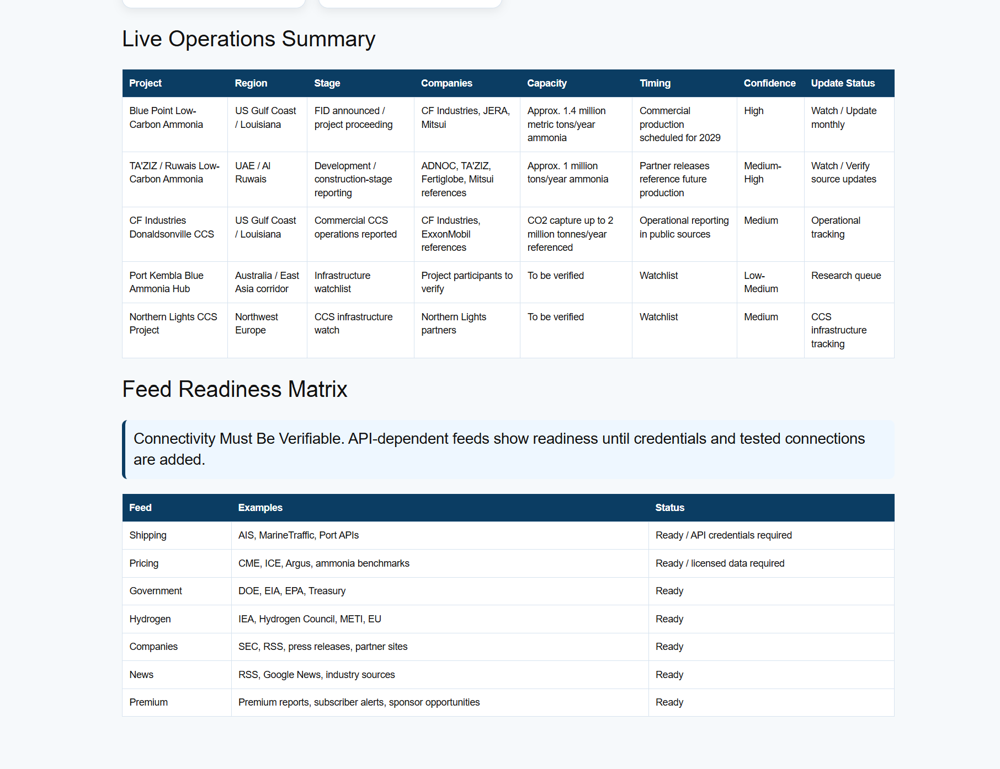 Live Operations Summary
Project Region Stage Companies Capacity Timing Confidence Update Status
Blue Point Low-Carbon Ammonia US Gulf Coast / Louisiana FID announced / project proceeding CF Industries, JERA, Mitsui Approx. 1.4 million metric tons/year ammonia Commercial production scheduled for 2029 High Watch / Update monthly
TA'ZIZ / Ruwais Low-Carbon Ammonia UAE / Al Ruwais Development / construction-stage reporting ADNOC, TA'ZIZ, Fertiglobe, Mitsui references Approx. 1 million tons/year ammonia Partner releases reference future production Medium-High Watch / Verify source updates
CF Industries Donaldsonville CCS US Gulf Coast / Louisiana Commercial CCS operations reported CF Industries, ExxonMobil references CO2 capture up to 2 million tonnes/year referenced Operational reporting in public sources Medium Operational tracking
Port Kembla Blue Ammonia Hub Australia / East Asia corridor Infrastructure watchlist Project participants to verify To be verified Watchlist Low-Medium Research queue
Northern Lights CCS Project Northwest Europe CCS infrastructure watch Northern Lights partners To be verified Watchlist Medium CCS infrastructure tracking
Feed Readiness Matrix
Connectivity Must Be Verifiable. API-dependent feeds show readiness until credentials and tested connections
are added.
Feed Examples Status
Shipping AIS, MarineTraffic, Port APIs Ready / API credentials required
Pricing CME, ICE, Argus, ammonia benchmarks Ready / licensed data required
Government DOE, EIA, EPA, Treasury Ready
Hydrogen IEA, Hydrogen Council, METI, EU Ready
Companies SEC, RSS, press releases, partner sites Ready
News RSS, Google News, industry sources Ready
Premium Premium reports, subscriber alerts, sponsor opportunities Ready